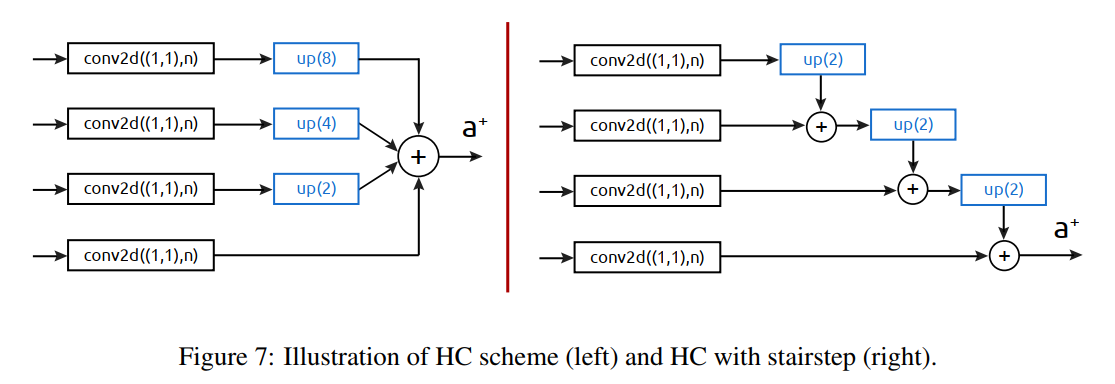 conv2d((1,1),n) up(8)
conv2d((1,1),n) up(4)
conv2d((1,1),n) up(2)
conv2d((1,1),n)
+
a+
conv2d((1,1),n) up(2)
conv2d((1,1),n) + up(2)
conv2d((1,1),n) + up(2)
conv2d((1,1),n) +
a+
Figure 7: Illustration of HC scheme (left) and HC with stairstep (right).